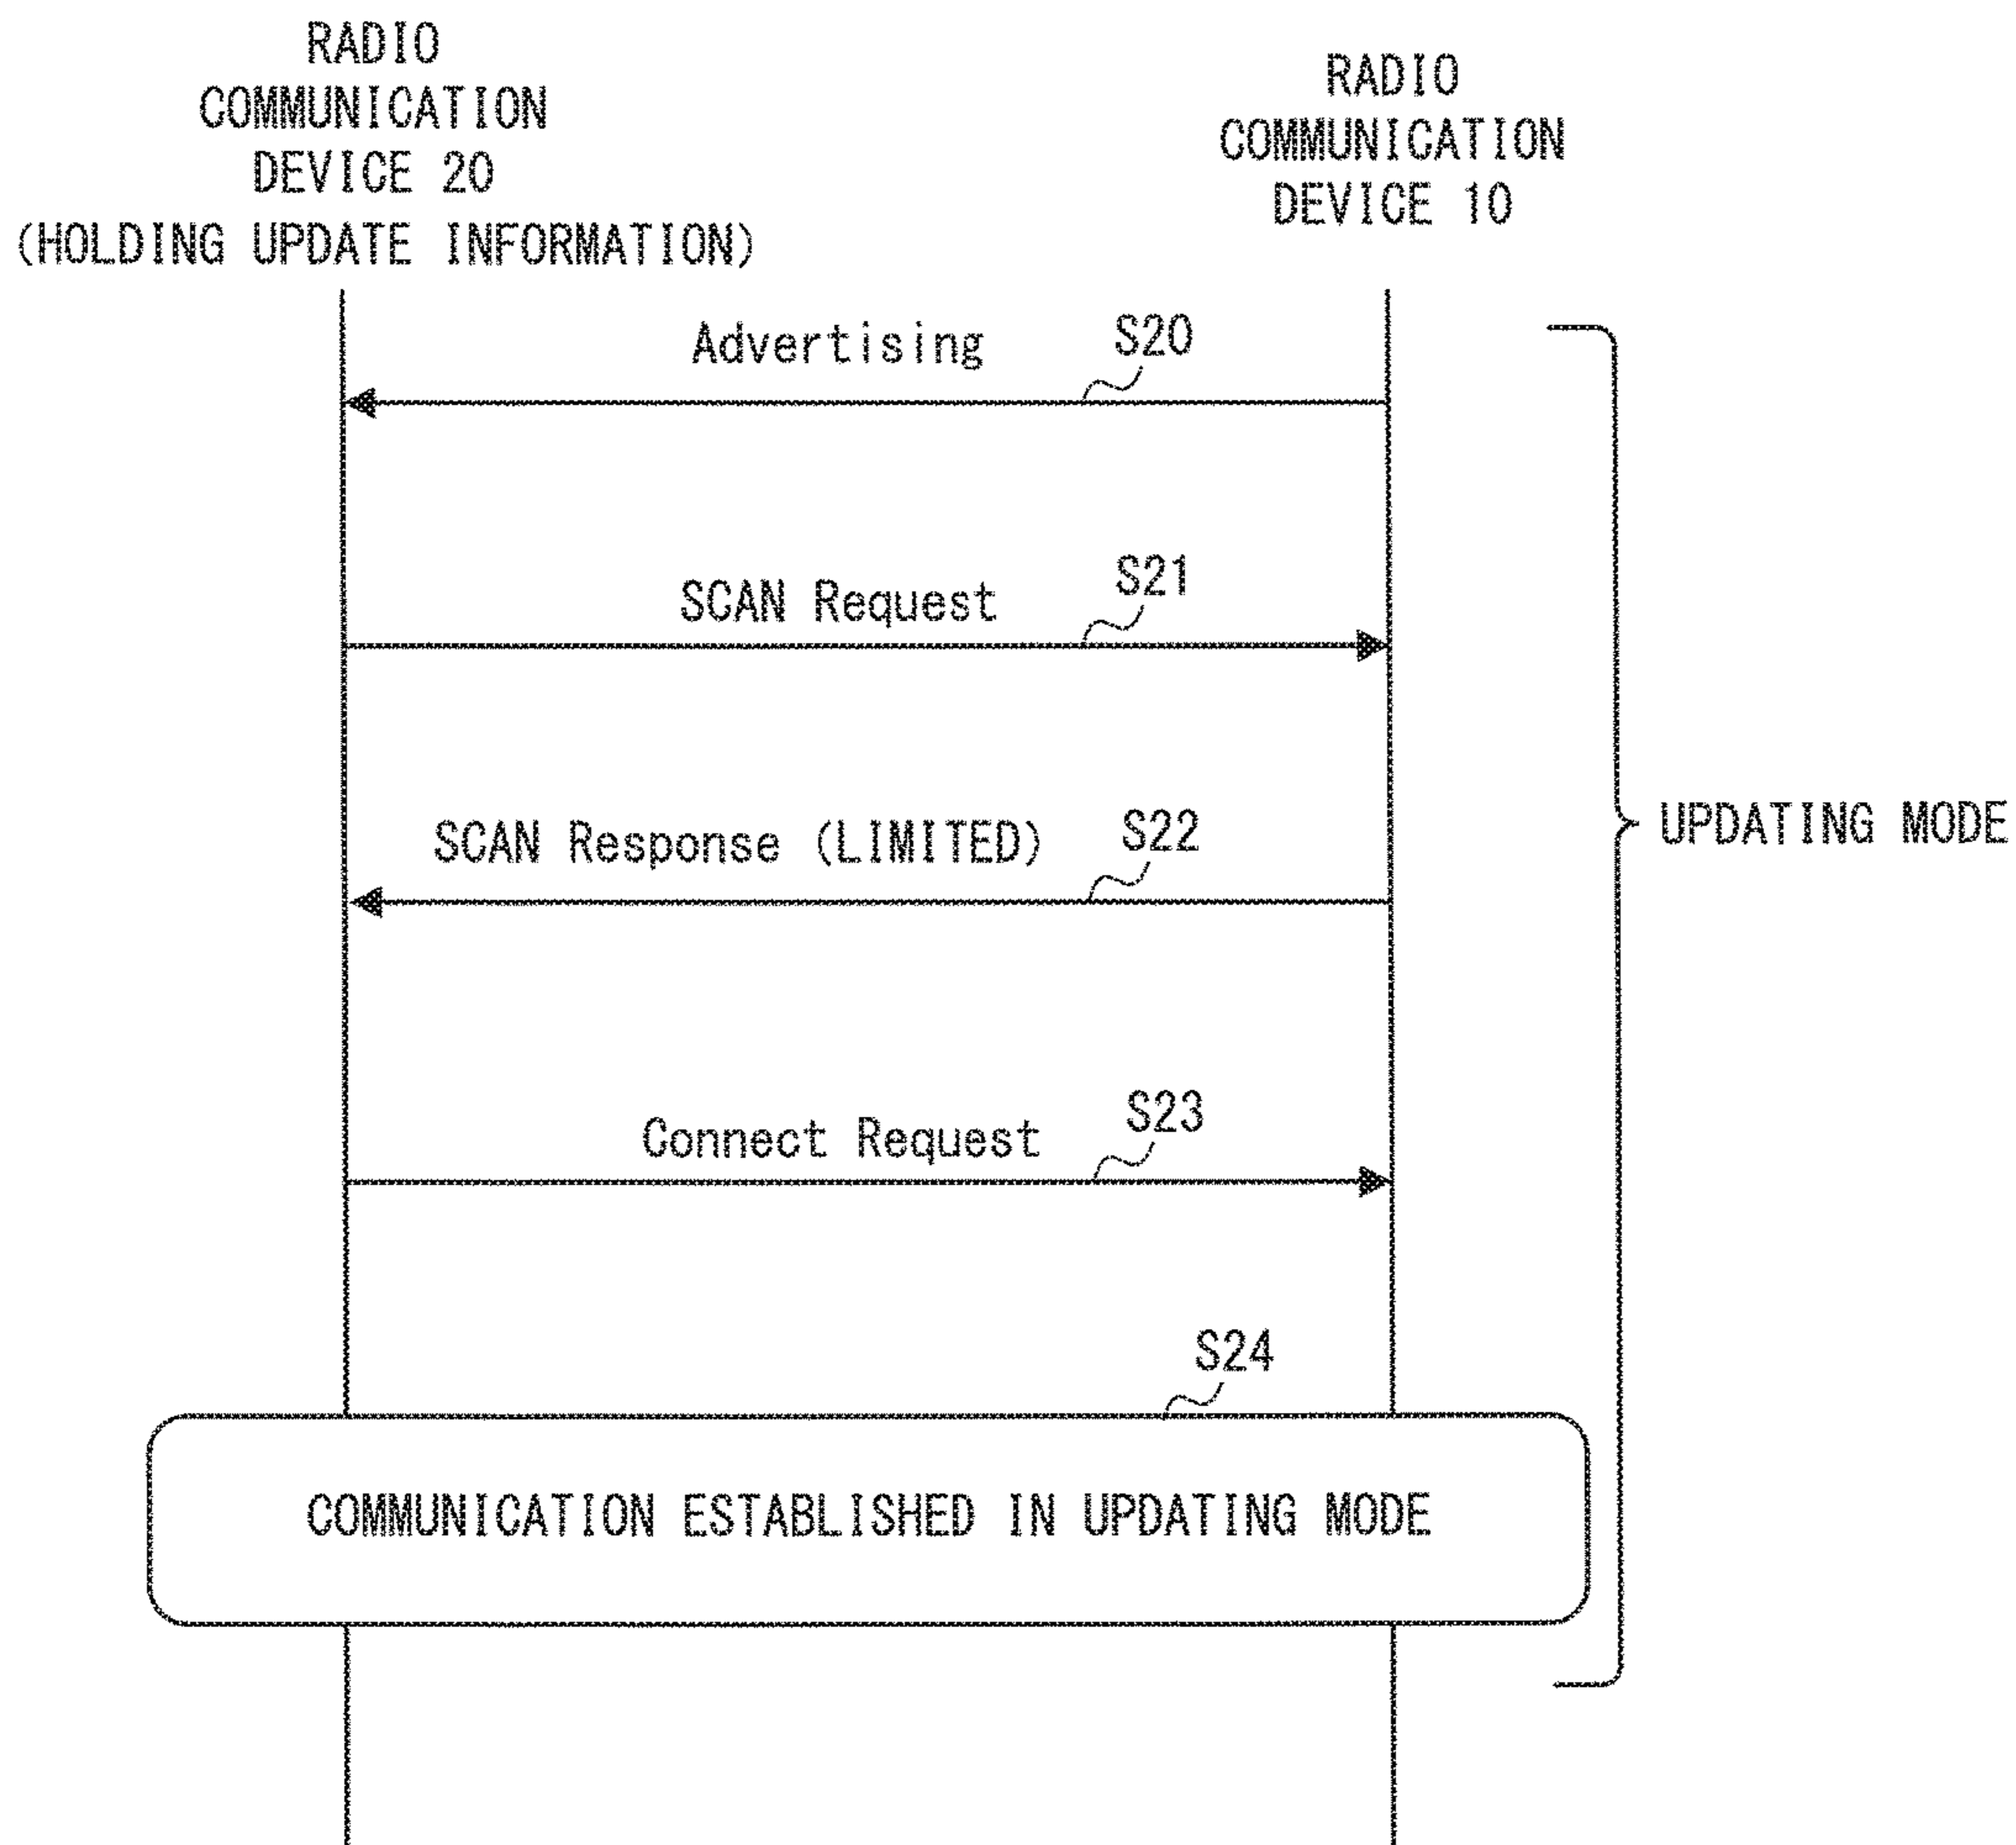 RADIO
COMMUNICATION
DEVICE 20
(HOLDING UPDATE INFORMATION)
RADIO
COMMUNICATION
DEVICE 10
Advertising
S20
SCAN Request
S21
SCAN Response (LIMITED)
S22
UPDATING MODE
Connect Request
S23
S24
COMMUNICATION ESTABLISHED IN UPDATING MODE